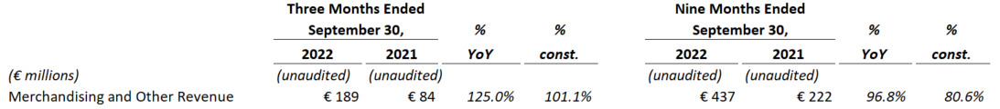 Three Months Ended Nine Months Ended
September 30, % % September 30, % %
2022 2021 YoY const. 2022 2021 YoY const.
(€ millions) (unaudited) (unaudited) (unaudited) (unaudited)
Merchandising and Other Revenue € 189 € 84 125.0% 101.1% € 437 € 222 96.8% 80.6%